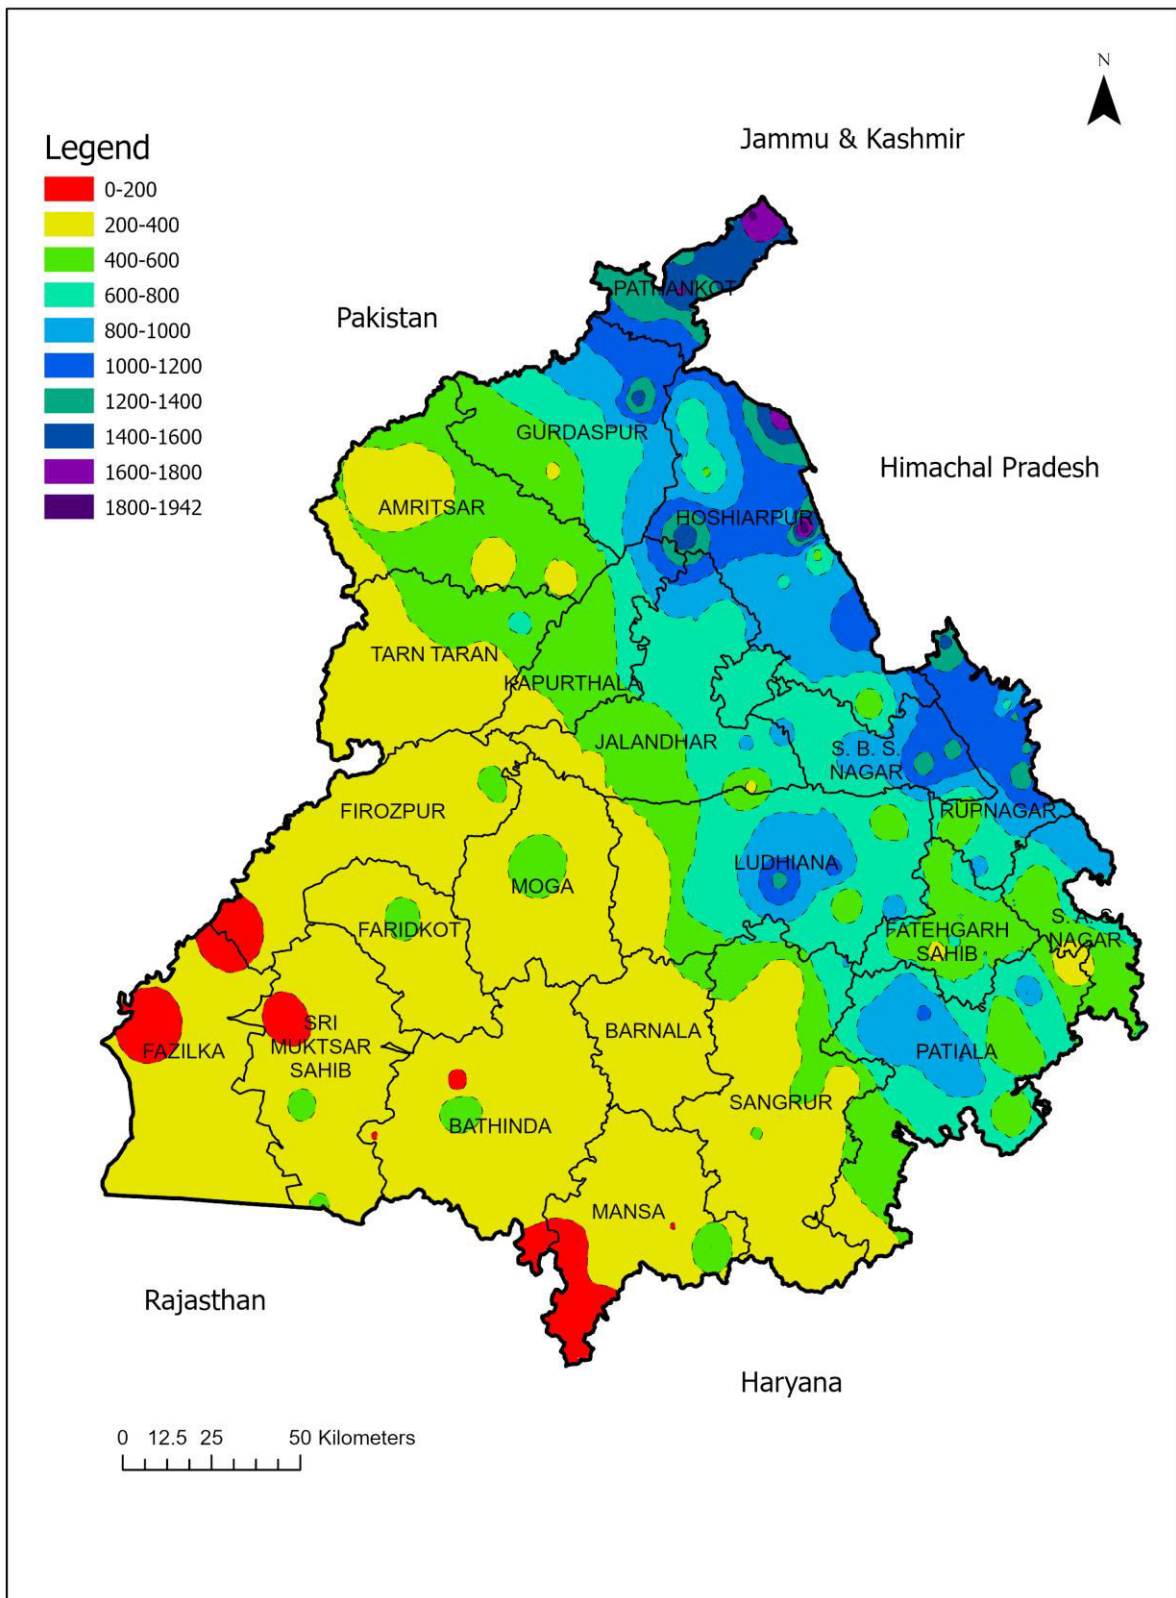 N
Jammu & Kashmir
Legend
0-200
200-400
400-600
600-800
800-1000
1000-1200
1200-1400
1400-1600
1600-1800
1800-1942
PATHANKOT
Pakistan
GURDASPUR
Himachal Pradesh
AMRITSAR
HOSHIARPUR
TARN TARAN
KAPURTHALA
JALANDHAR
S. B. S.
NAGAR
FIROZPUR
RUPNAGAR
LUDHIANA
MOGA
FARIDKOT
FATEHGARH
SAHIB
S. A. S.
NAGAR
SRI
MUKTSAR
SAHIB
FAZILKA
BARNALA
PATIALA
SANGRUR
BATHINDA
MANSA
Rajasthan
Haryana
0 12.5 25 50 Kilometers